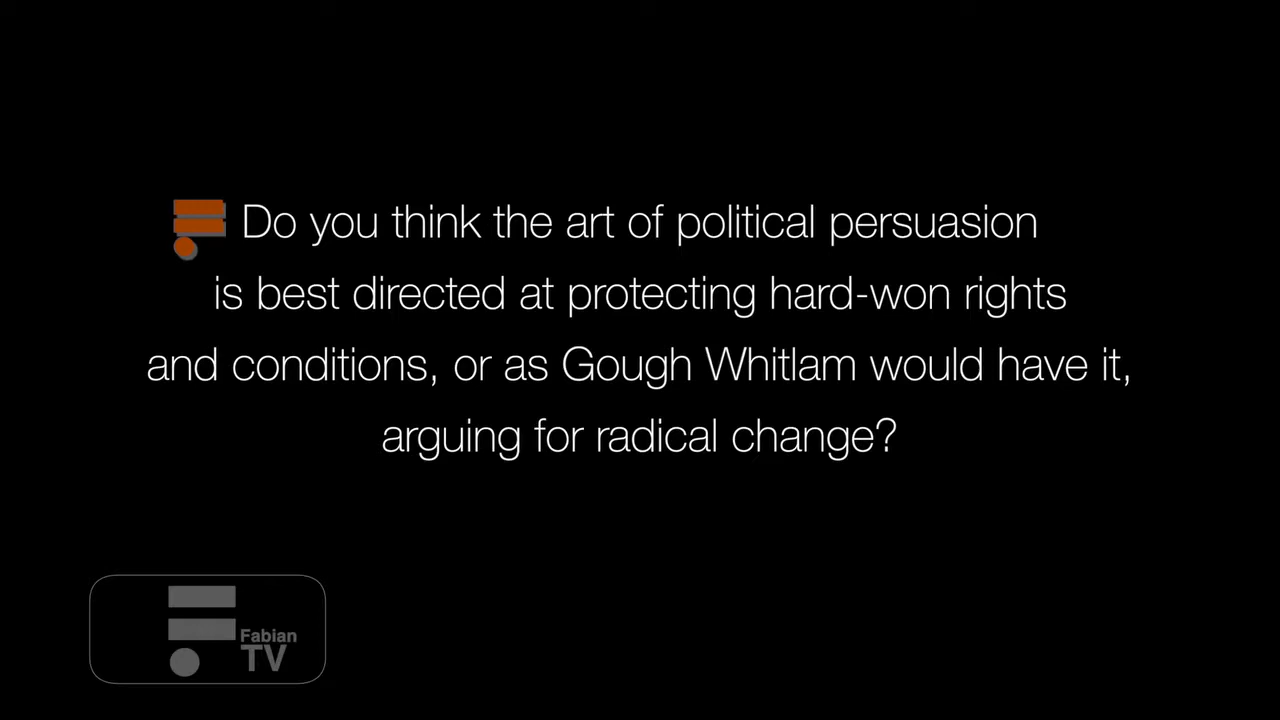 Do you think the art of political persuasion
is best directed at protecting hard-won rights
and conditions, or as Gough Whitlam would have it,
arguing for radical change?
Fabian
TV